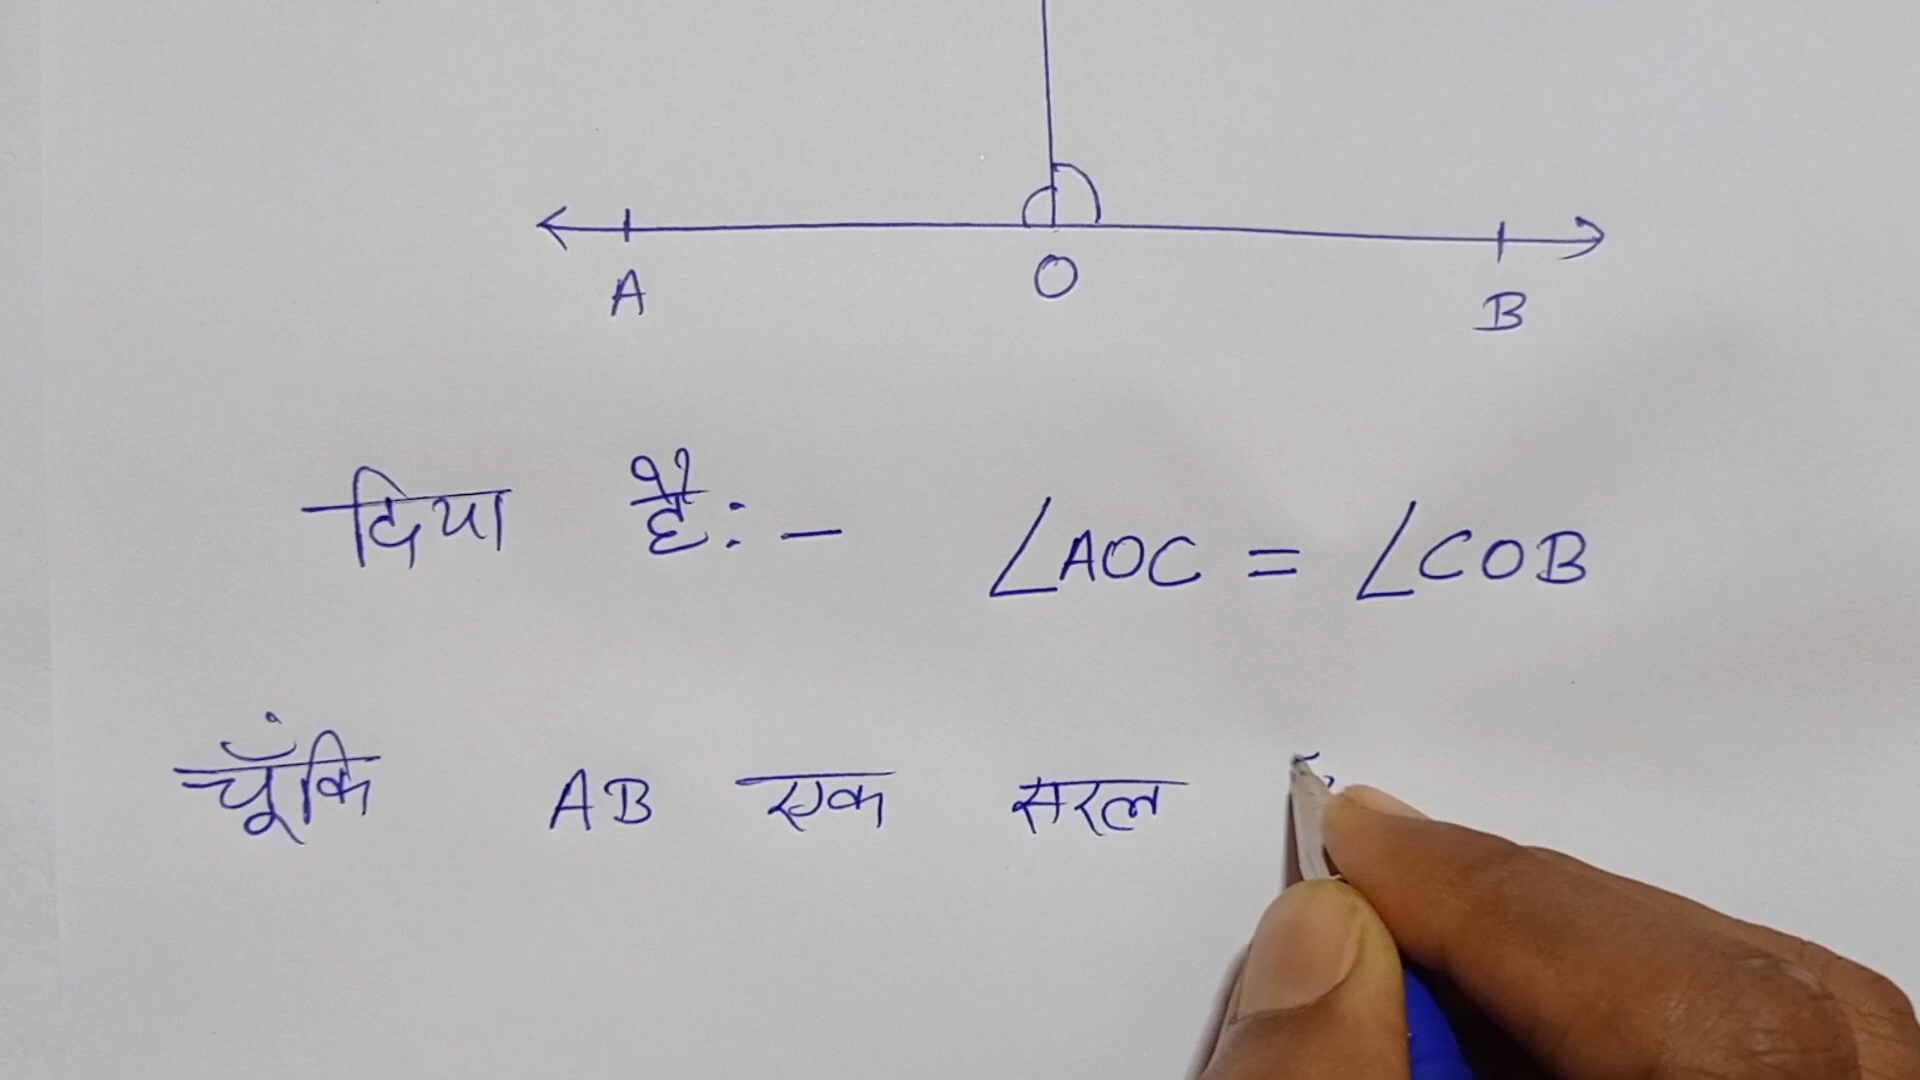 A O B
दिया है:- ∠AOC = ∠COB
चूँकि AB एक सरल